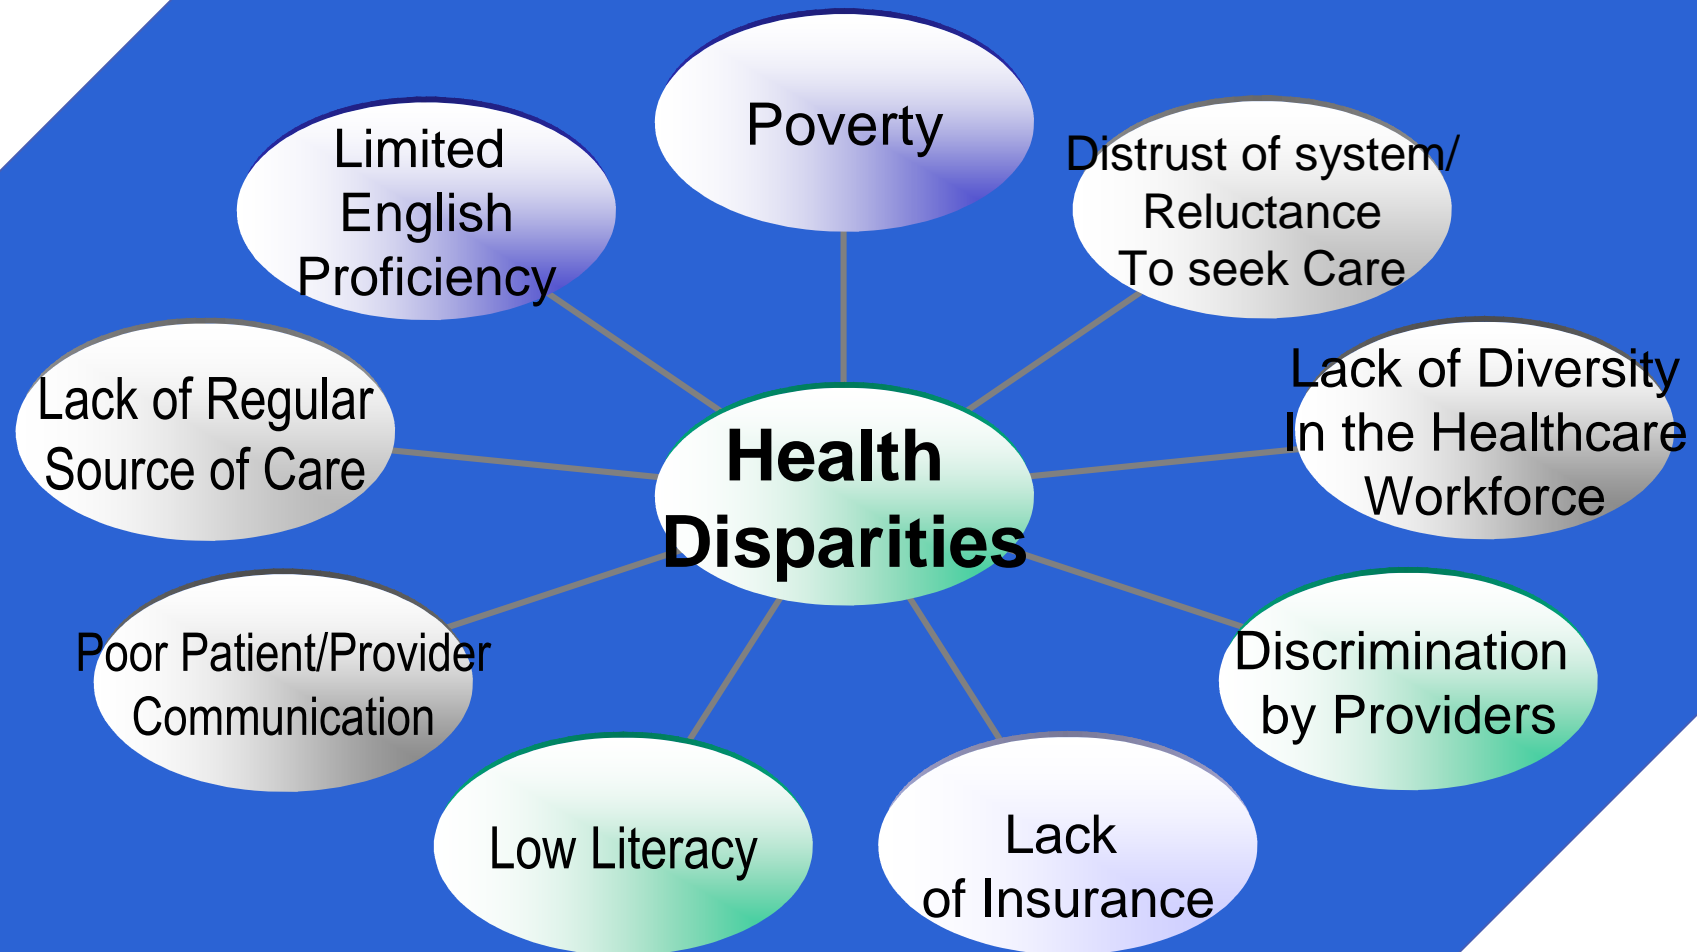 Poverty
Limited
English
Proficiency
Distrust of system/
Reluctance
To seek Care
Lack of Regular
Source of Care
Lack of Diversity
In the Healthcare
Workforce
Health
Disparities
Poor Patient/Provider
Communication
Discrimination
by Providers
Low Literacy
Lack
of Insurance